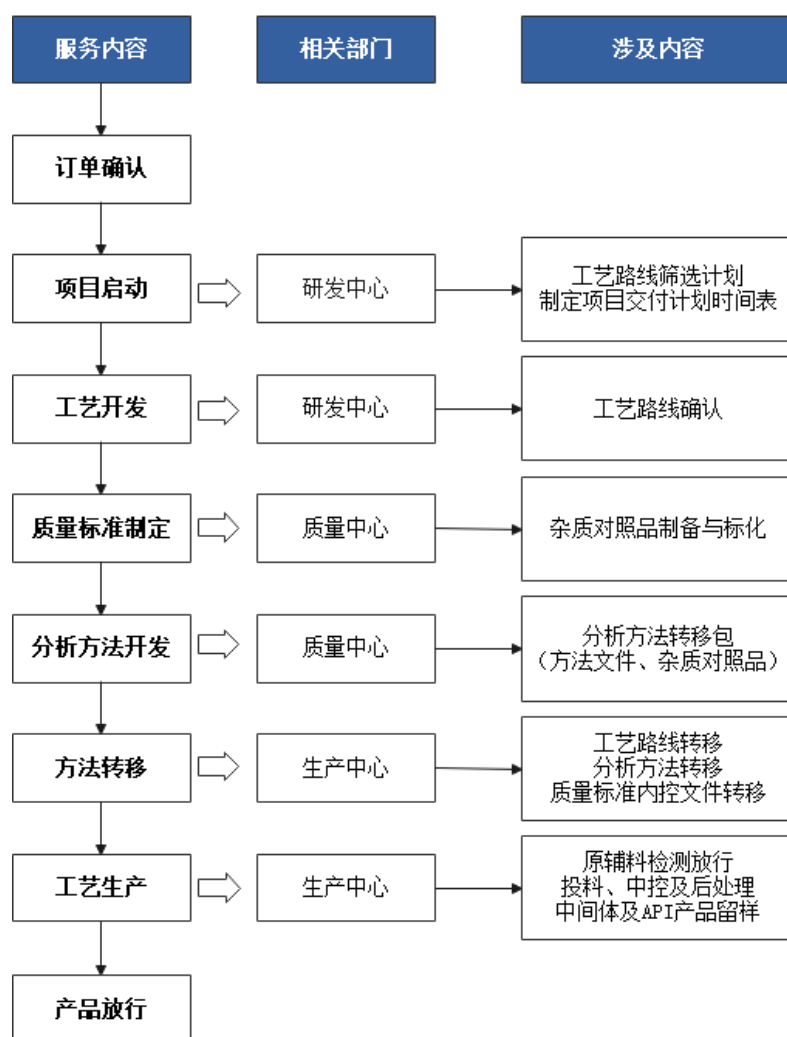 服务内容
相关部门
涉及内容
订单确认
项目启动
研发中心
工艺路线筛选计划
制定项目交付计划时间表
工艺开发
研发中心
工艺路线确认
质量标准制定
质量中心
杂质对照品制备与标化
分析方法开发
质量中心
分析方法转移包
（方法文件、杂质对照品）
方法转移
生产中心
工艺路线转移
分析方法转移
质量标准内控文件转移
工艺生产
生产中心
原辅料检测放行
投料、中控及后处理
中间体及API产品留样
产品放行